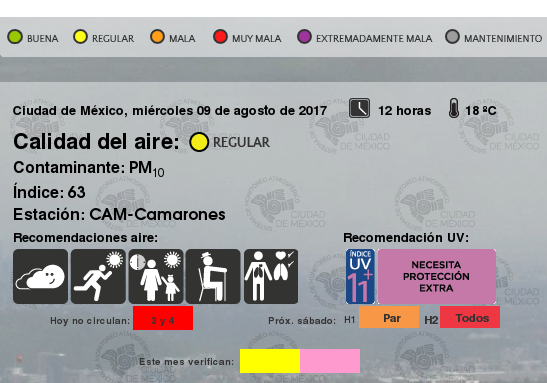 BUENA REGULAR MALA MUY MALA EXTREMADAMENTE MALA MANTENIMIENTO
Ciudad de México, miércoles 09 de agosto de 2017 12 horas 18 ºC
Calidad del aire: REGULAR
Contaminante: PM10
Índice: 63
Estación: CAM-Camarones
Recomendaciones aire: Recomendación UV:
ÍNDICE UV 11+
NECESITA PROTECCIÓN EXTRA
Hoy no circulan: 3 y 4 Próx. sábado: H1 Par H2 Todos
Este mes verifican: